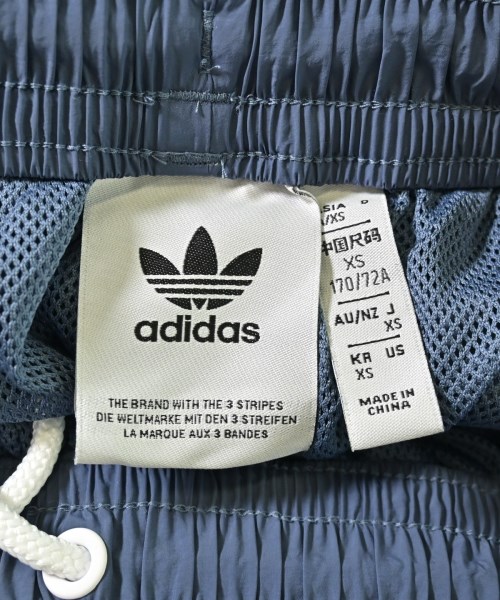 adidas
THE BRAND WITH THE 3 STRIPES
DIE WELTMARKE MIT DEN 3 STREIFEN
LA MARQUE AUX 3 BANDES
中国尺码
XS
170/72A
AU/NZ J
XS
KR US
XS
MADE IN
CHINA